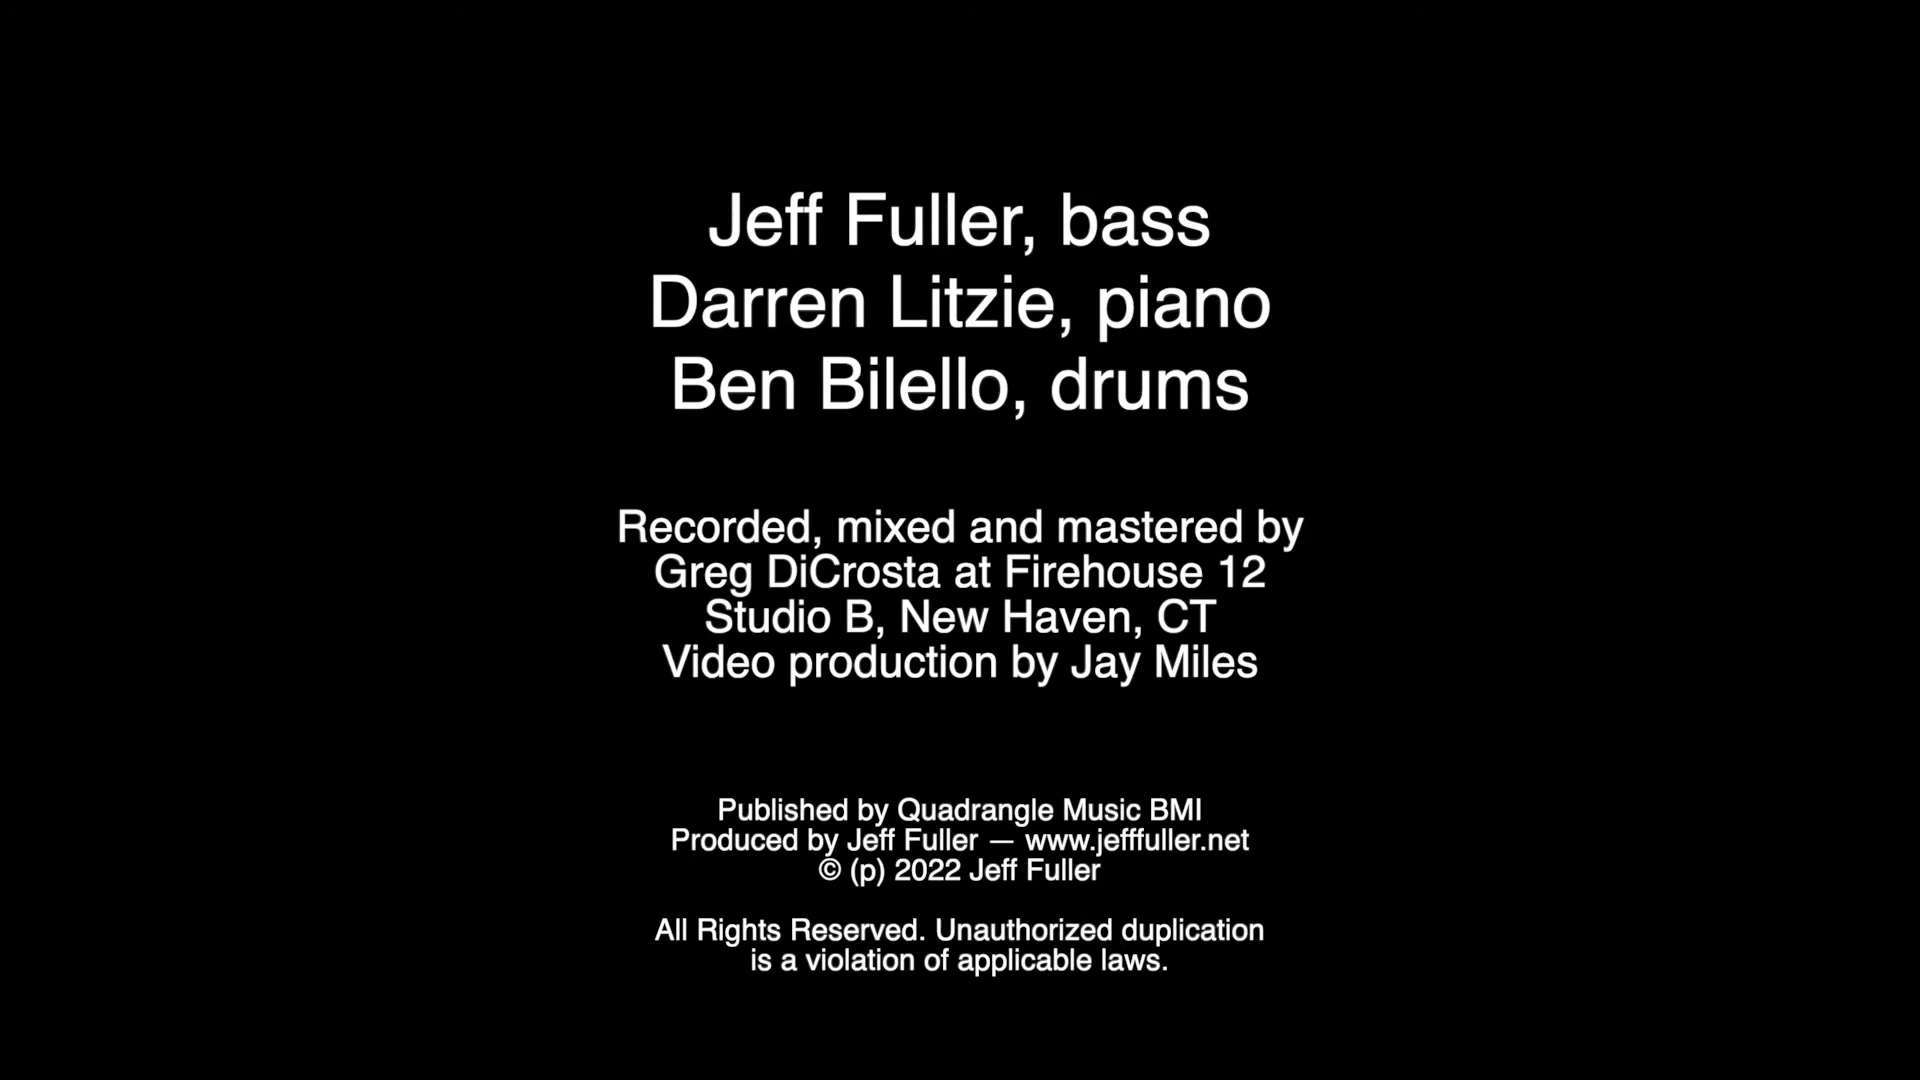 Jeff Fuller, bass
Darren Litzie, piano
Ben Bilello, drums
Recorded, mixed and mastered by
Greg DiCrosta at Firehouse 12
Studio B, New Haven, CT
Video production by Jay Miles
Published by Quadrangle Music BMI
Produced by Jeff Fuller — www.jefffuller.net
© (p) 2022 Jeff Fuller
All Rights Reserved. Unauthorized duplication
is a violation of applicable laws.